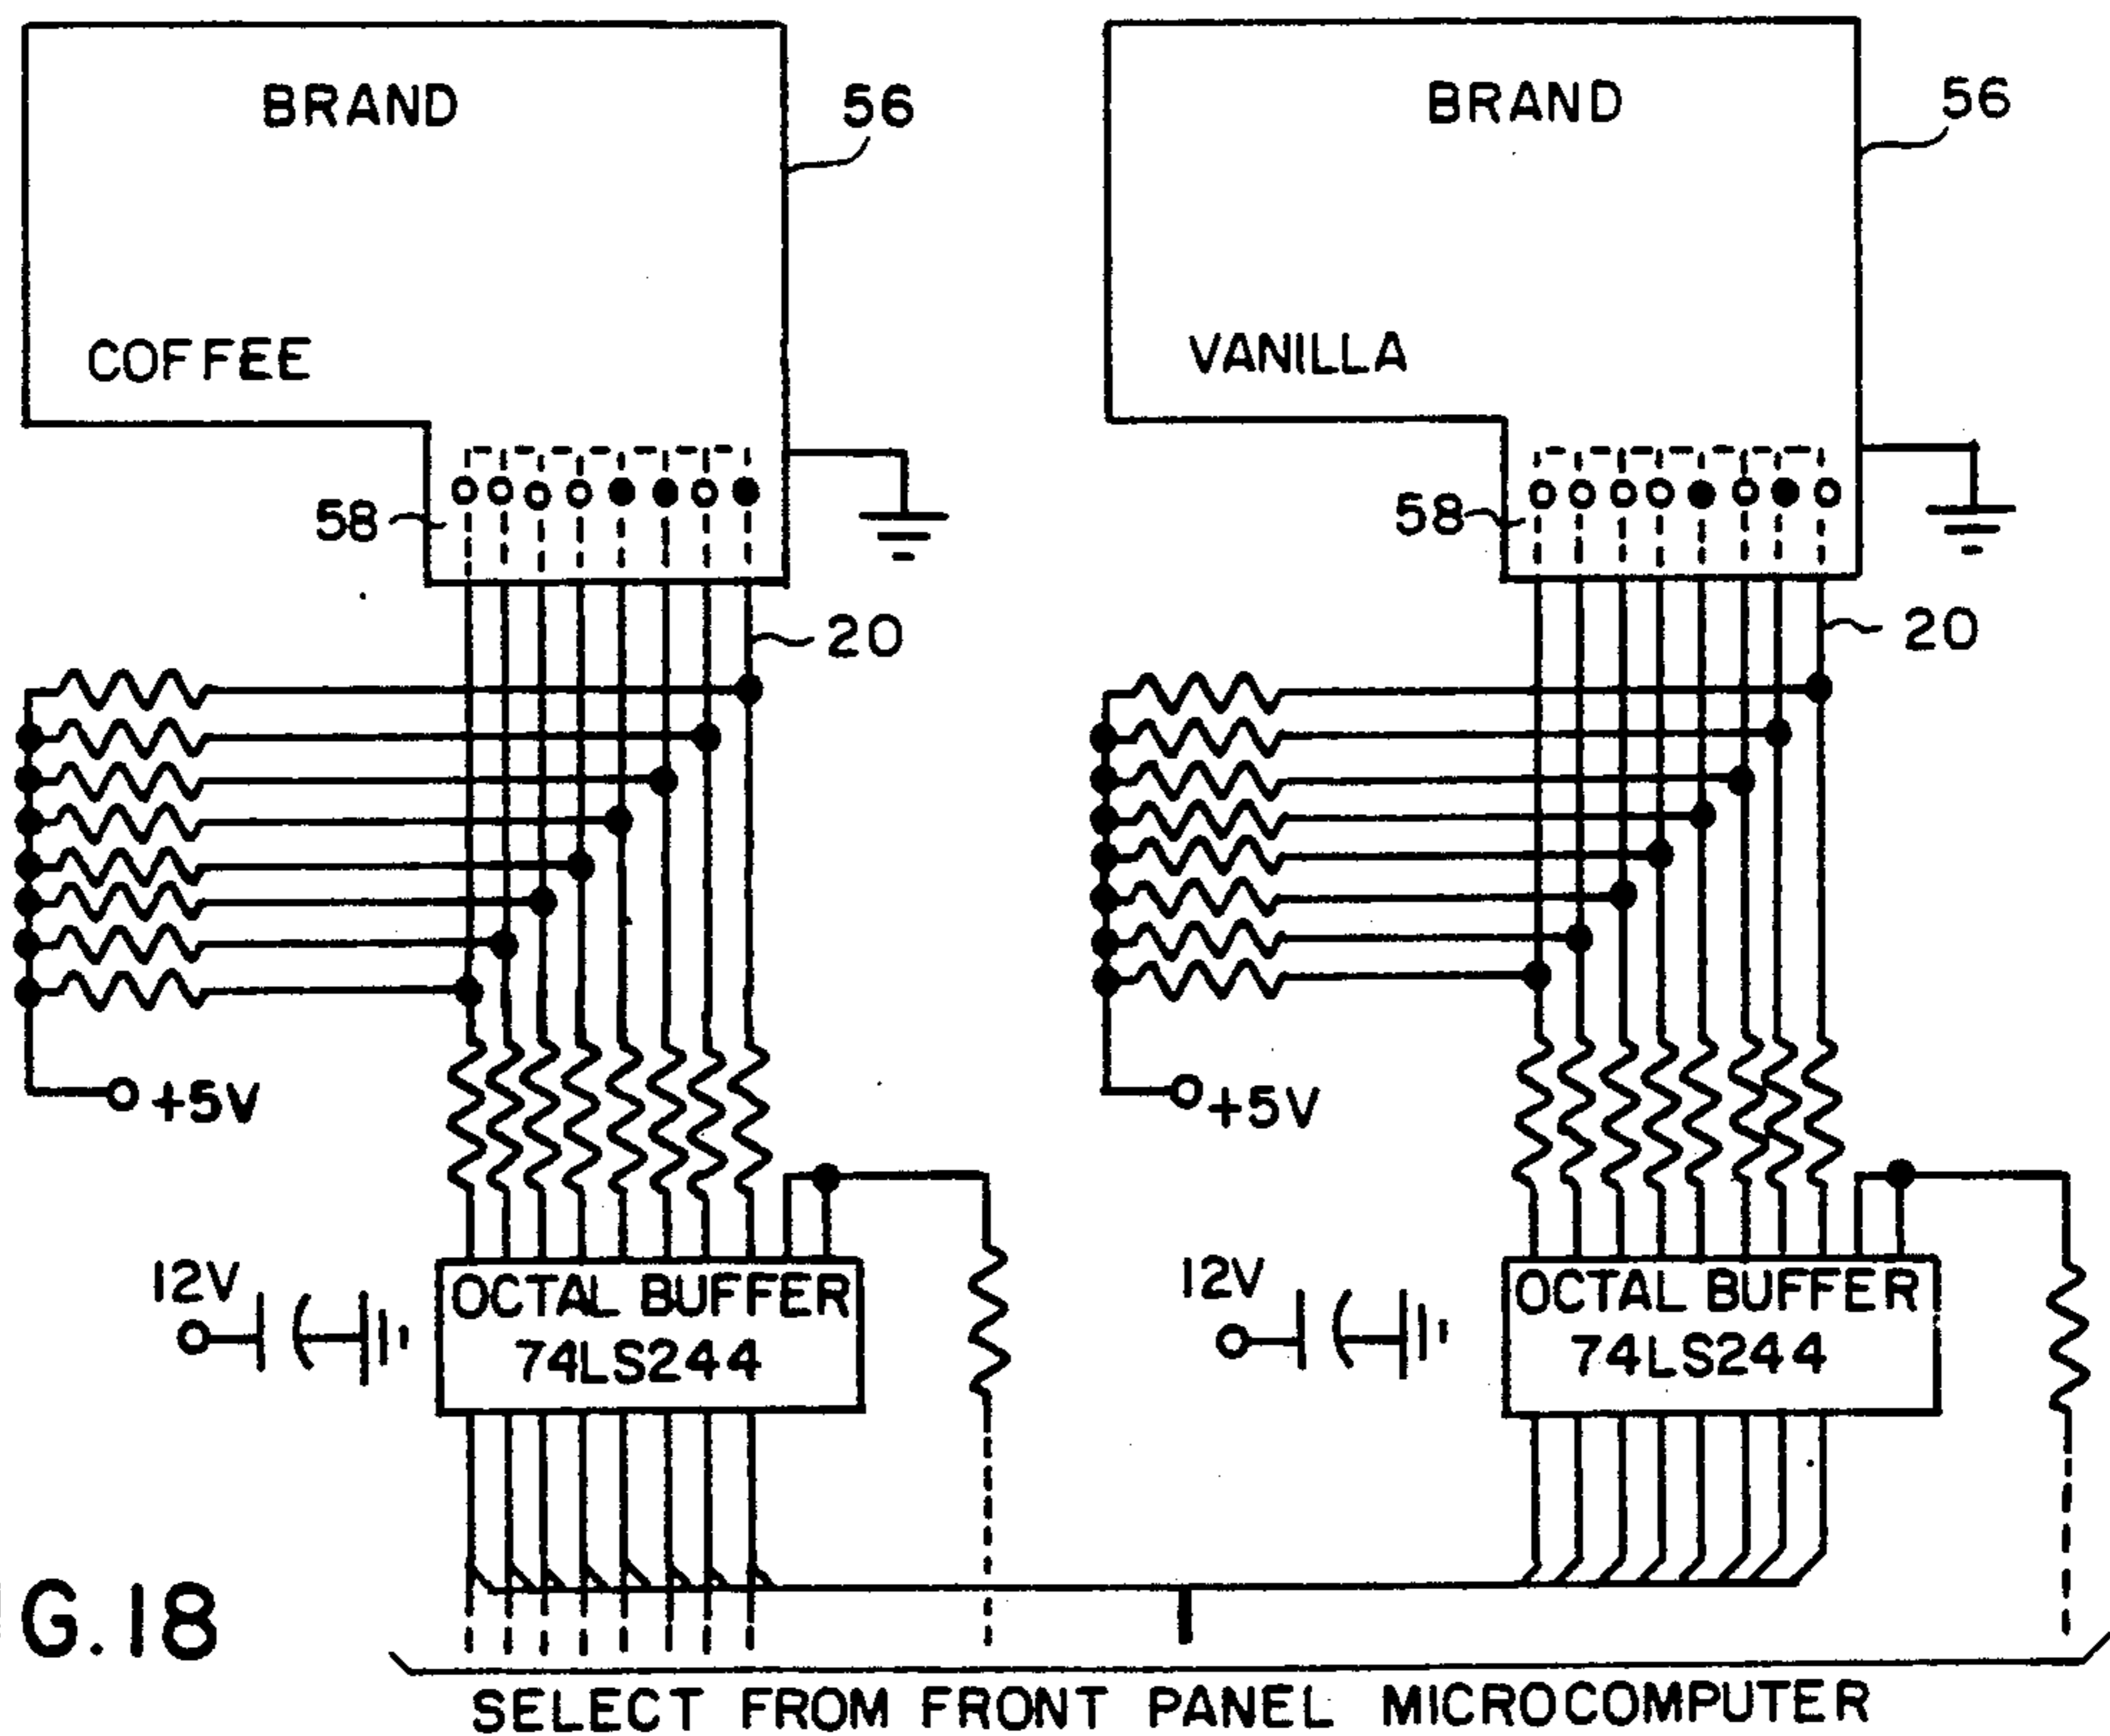 BRAND
56
COFFEE
58
20
+5V
12V
OCTAL BUFFER
74LS244
BRAND
56
VANILLA
58
20
+5V
12V
OCTAL BUFFER
74LS244
G.18
SELECT FROM FRONT PANEL MICROCOMPUTER